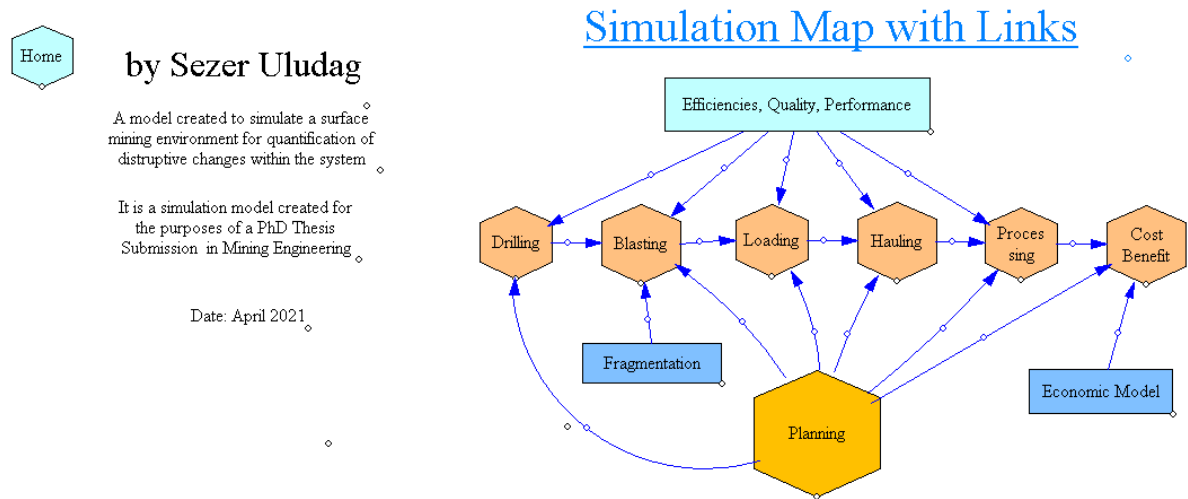 Simulation Map with Links
Home
by Sezer Uludag
A model created to simulate a surface
mining environment for quantification of
disruptive changes within the system
It is a simulation model created for
the purposes of a PhD Thesis
Submission in Mining Engineering
Date: April 2021
Efficiencies, Quality, Performance
Drilling
Blasting
Loading
Hauling
Proces
sing
Cost
Benefit
Fragmentation
Economic Model
Planning